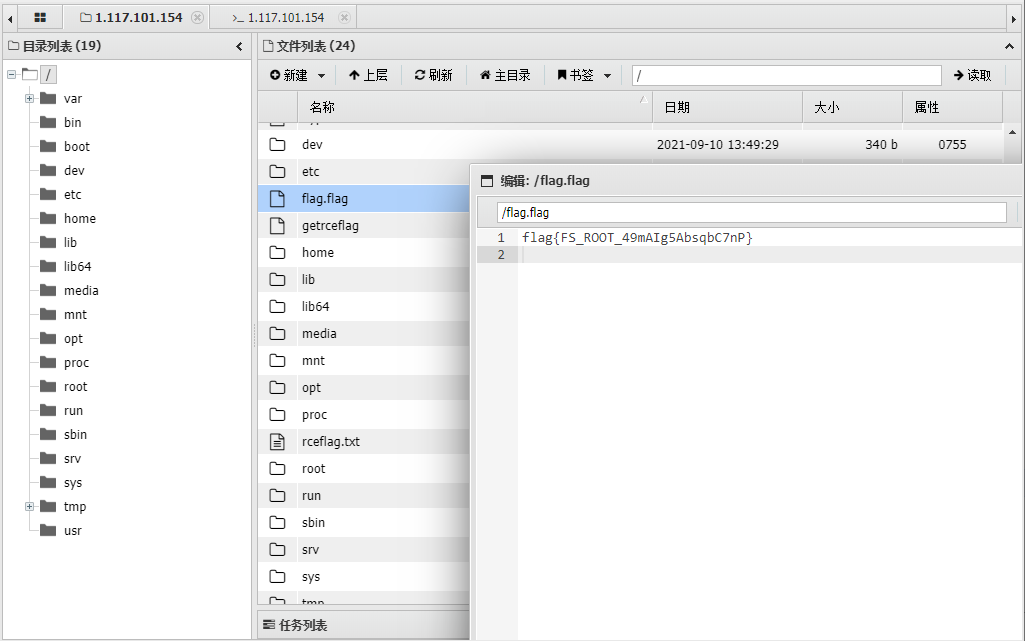 1.117.101.154
>_ 1.117.101.154
目录列表 (19)
/
var
bin
boot
dev
etc
home
lib
lib64
media
mnt
opt
proc
root
run
sbin
srv
sys
tmp
usr
文件列表 (24)
新建 上层 刷新 主目录 书签 / 读取
名称 日期 大小 属性
dev 2021-09-10 13:49:29 340 b 0755
etc
flag.flag
getrceflag
home
lib
lib64
media
mnt
opt
proc
rceflag.txt
root
run
sbin
srv
sys
tmp
任务列表
编辑: /flag.flag
/flag.flag
1 flag{FS_ROOT_49mAIg5AbsqbC7nP}
2